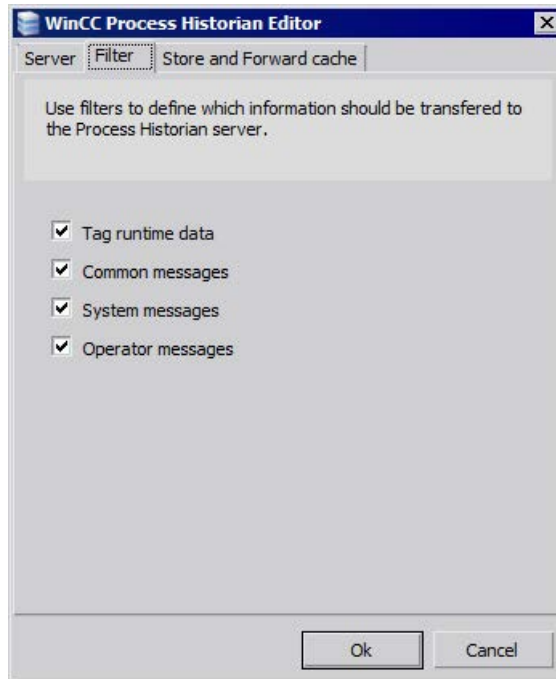 WinCC Process Historian Editor
Server Filter Store and Forward cache
Use filters to define which information should be transfered to
the Process Historian server.
Tag runtime data
Common messages
System messages
Operator messages
Ok Cancel